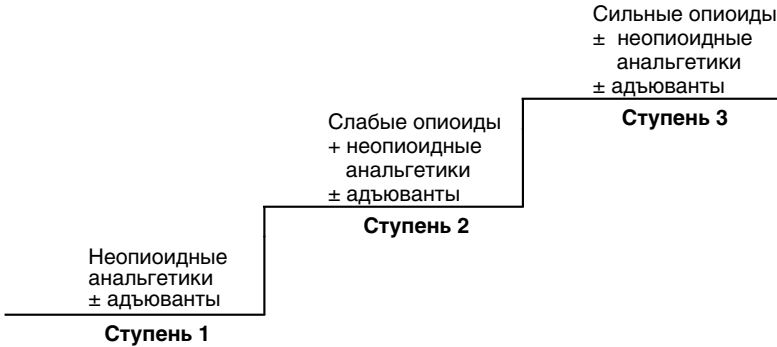 Сильные опиоиды
± неопиоидные
анальгетики
± адъюванты
Ступень 3
Слабые опиоиды
+ неопиоидные
анальгетики
± адъюванты
Ступень 2
Неопиоидные
анальгетики
± адъюванты
Ступень 1